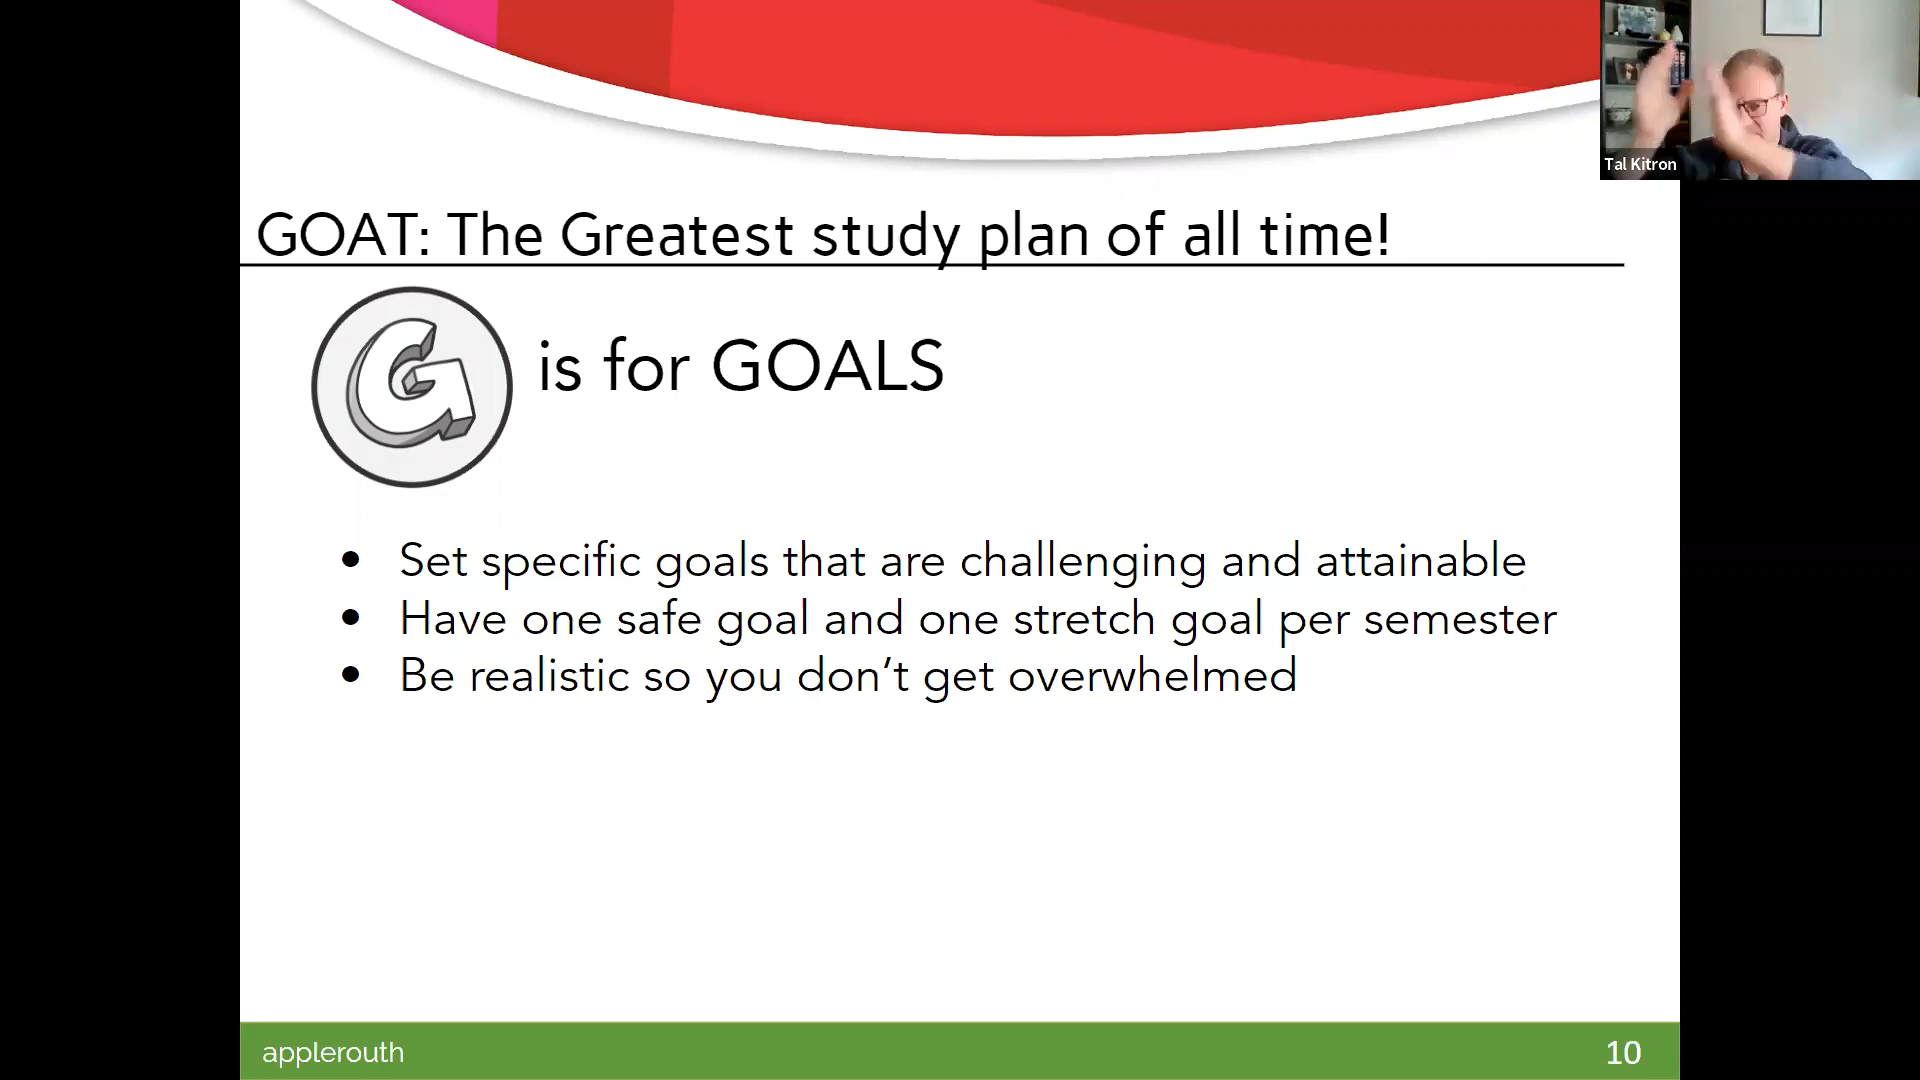 Tal Kitron
GOAT: The Greatest study plan of all time!
G is for GOALS
• Set specific goals that are challenging and attainable
• Have one safe goal and one stretch goal per semester
• Be realistic so you don’t get overwhelmed
applerouth
10